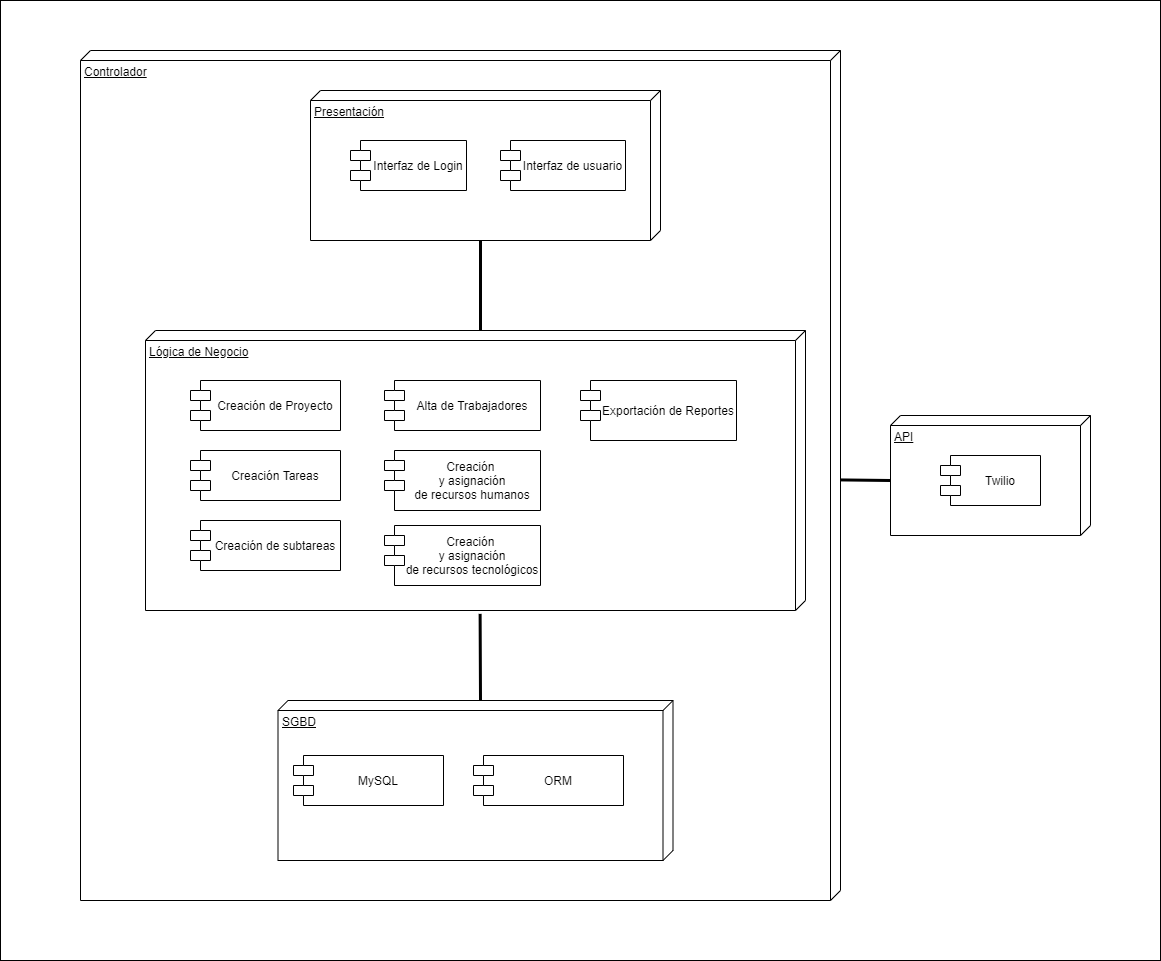 Controlador
Presentación
Interfaz de Login
Interfaz de usuario
Lógica de Negocio
Creación de Proyecto
Alta de Trabajadores
Exportación de Reportes
Creación Tareas
Creación
y asignación
de recursos humanos
Creación de subtareas
Creación
y asignación
de recursos tecnológicos
API
Twilio
SGBD
MySQL
ORM